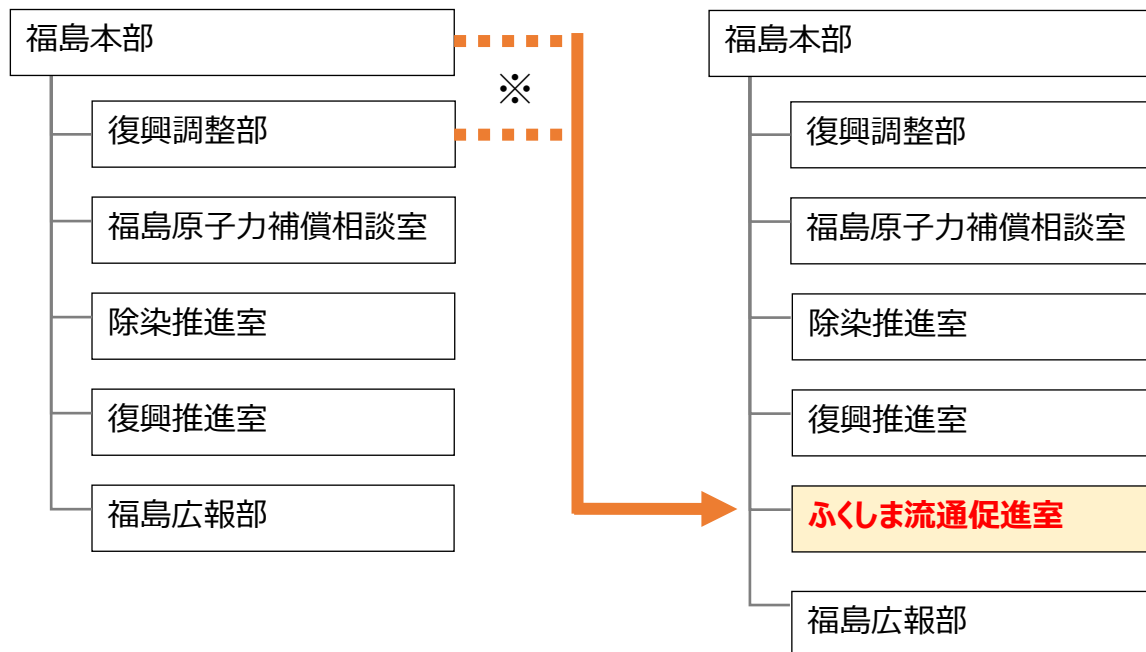 福島本部
※
復興調整部
福島原子力補償相談室
除染推進室
復興推進室
福島広報部
福島本部
復興調整部
福島原子力補償相談室
除染推進室
復興推進室
ふくしま流通促進室
福島広報部